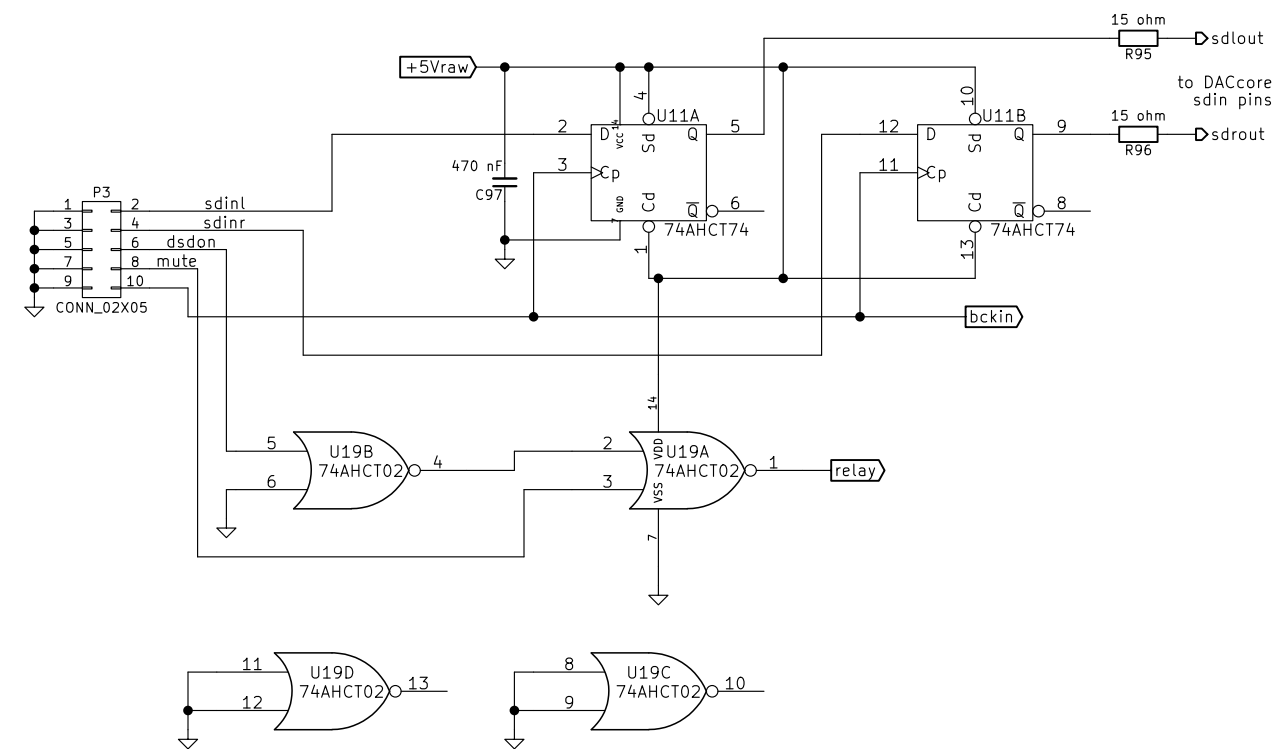 15 ohm
sdlout
R95
+5Vraw
to DACcore
sdin pins
4
10
U11A
U11B
15 ohm
2
D
VCC
14
Sd
Q
5
12
D
Sd
Q
9
sdrout
R96
470 nF
C97
3
Cp
11
Cp
P3
GND
7
Cd
Q
6
Cd
Q
8
74AHCT74
74AHCT74
1
13
1
2
sdinl
3
4
sdinr
5
6
dsdon
7
8
mute
9
10
CONN_02X05
bckin
14
5
U19B
74AHCT02
4
6
2
VDD
U19A
74AHCT02
1
relay
3
VSS
7
11
U19D
74AHCT02
13
12
8
U19C
74AHCT02
10
9